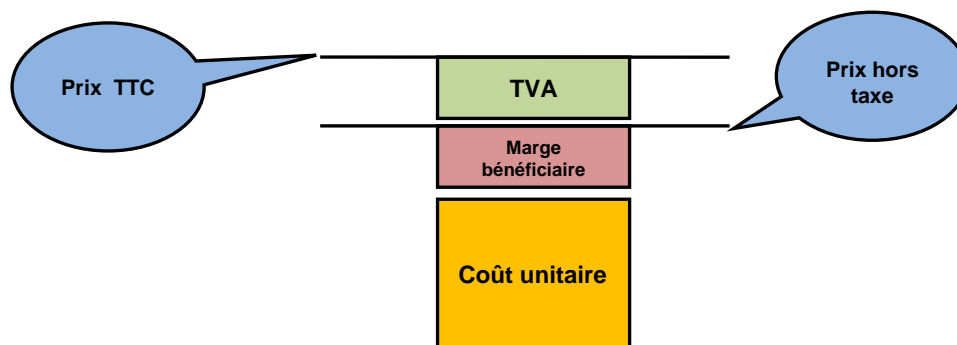 Prix TTC
TVA
Prix hors
taxe
Marge
bénéficiaire
Coût unitaire